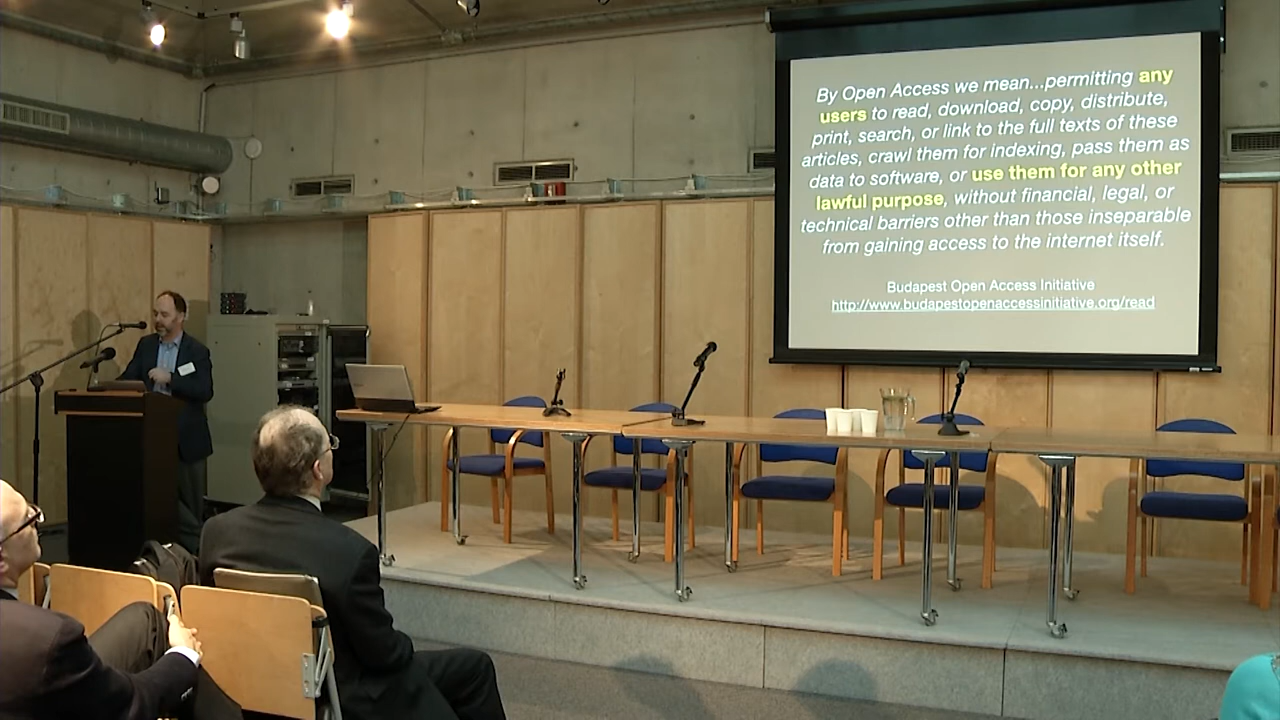 By Open Access we mean...permitting any
users to read, download, copy, distribute,
print, search, or link to the full texts of these
articles, crawl them for indexing, pass them as
data to software, or use them for any other
lawful purpose, without financial, legal, or
technical barriers other than those inseparable
from gaining access to the internet itself.
Budapest Open Access Initiative
http://www.budapestopenaccessinitiative.org/read